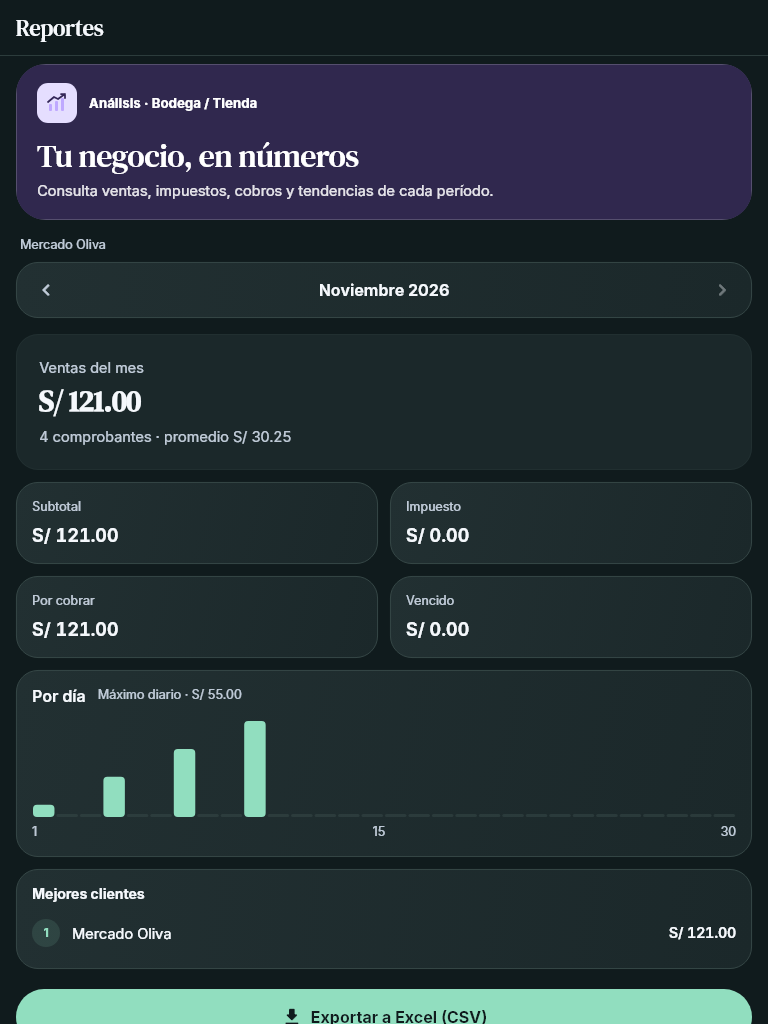 Reportes
Análisis · Bodega / Tienda
Tu negocio, en números
Consulta ventas, impuestos, cobros y tendencias de cada período.
Mercado Oliva
Noviembre 2026
Ventas del mes
S/ 121.00
4 comprobantes · promedio S/ 30.25
Subtotal
S/ 121.00
Impuesto
S/ 0.00
Por cobrar
S/ 121.00
Vencido
S/ 0.00
Por día Máximo diario · S/ 55.00
1 15 30
Mejores clientes
1 Mercado Oliva S/ 121.00
Exportar a Excel (CSV)